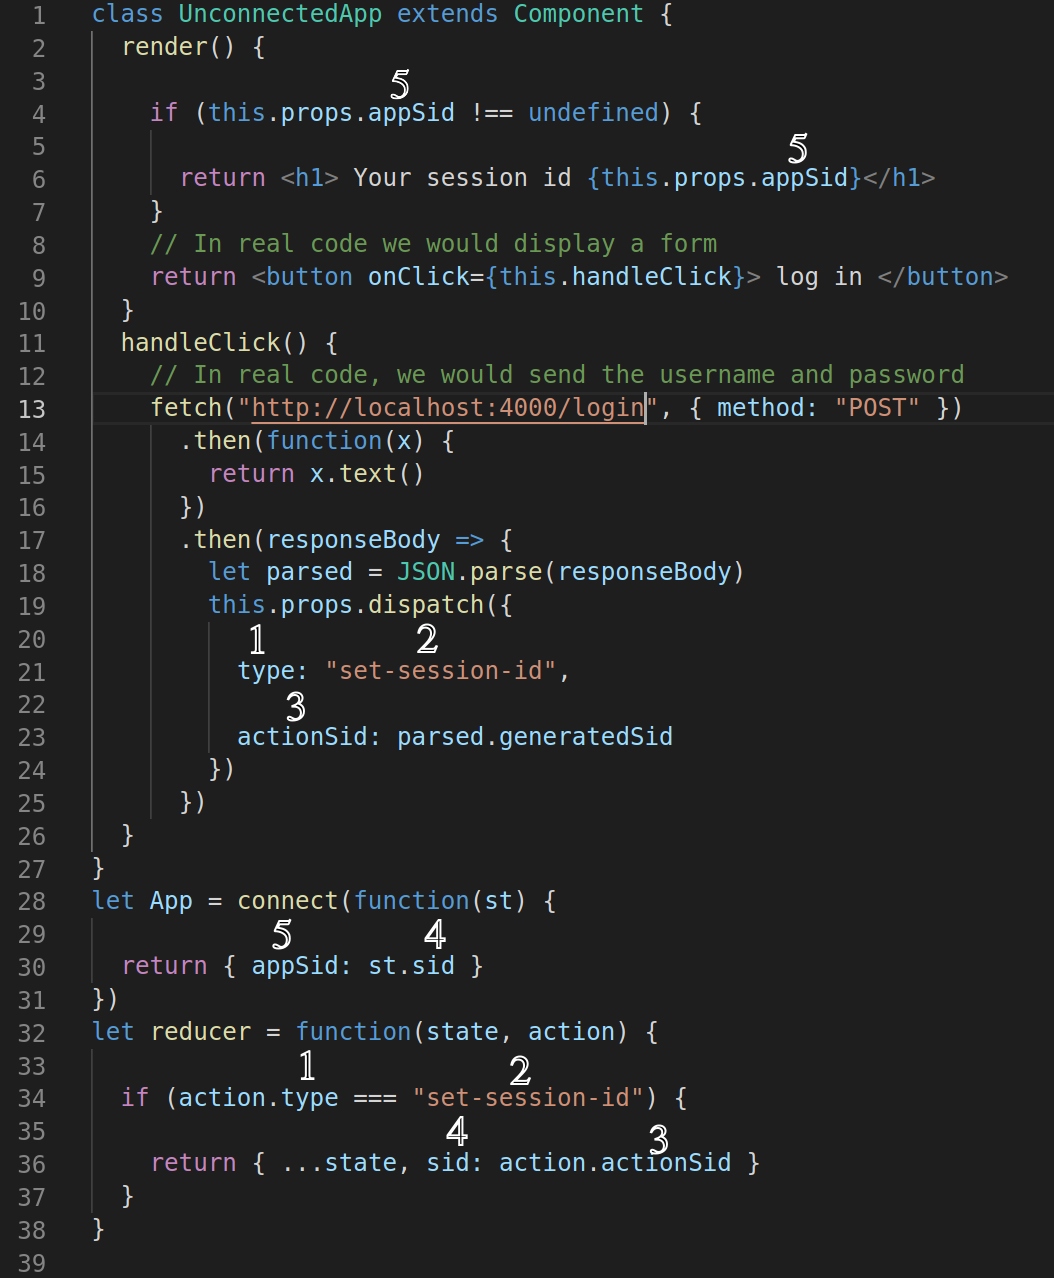 1 class UnconnectedApp extends Component {
2 render() {
3 5
4 if (this.props.appSid !== undefined) {
5 5
6 return <h1> Your session id {this.props.appSid}</h1>
7 }
8 // In real code we would display a form
9 return <button onClick={this.handleClick}> log in </button>
10 }
11 handleClick() {
12 // In real code, we would send the username and password
13 fetch("http://localhost:4000/login", { method: "POST" })
14 .then(function(x) {
15 return x.text()
16 })
17 .then(responseBody => {
18 let parsed = JSON.parse(responseBody)
19 this.props.dispatch({
20 1 2
21 type: "set-session-id",
22 3
23 actionSid: parsed.generatedSid
24 })
25 })
26 }
27 }
28 let App = connect(function(st) {
29 5 4
30 return { appSid: st.sid }
31 })
32 let reducer = function(state, action) {
33 1 2
34 if (action.type === "set-session-id") {
35 4 3
36 return { ...state, sid: action.actionSid }
37 }
38 }
39